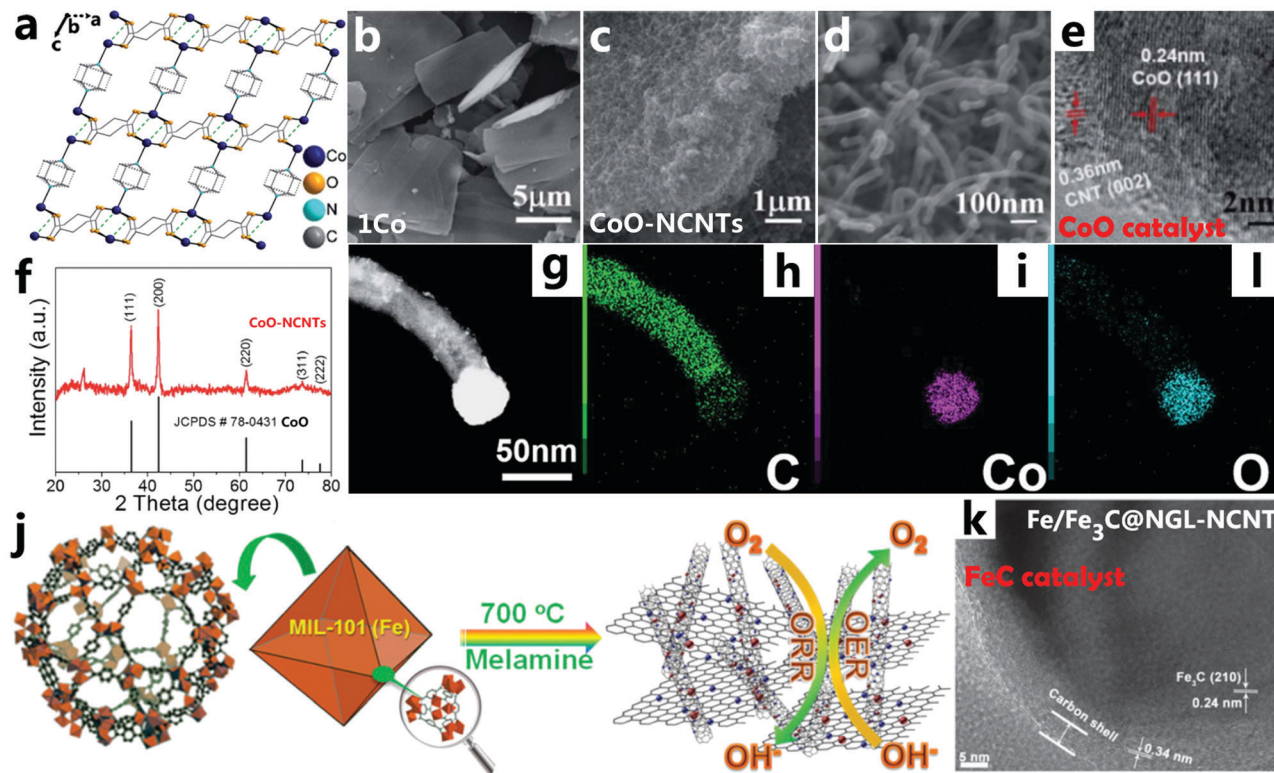 a
b
a
c
Co
O
N
C
b
1Co
5μm
c
CoO-NCNTs
1μm
d
100nm
e
0.24nm
CoO (111)
0.36nm
CNT (002)
2nm
CoO catalyst
f
Intensity (a.u.)
(111)
(200)
(220)
(311)
(222)
CoO-NCNTs
JCPDS # 78-0431 CoO
20 30 40 50 60 70 80
2 Theta (degree)
g
50nm
h
C
i
Co
l
O
j
MIL-101 (Fe)
700 °C
Melamine
O2
O2
ORR
OER
OH-
OH-
k
Fe/Fe3C@NGL-NCNT
FeC catalyst
Fe3C (210)
0.24 nm
Carbon shell
0.34 nm
5 nm